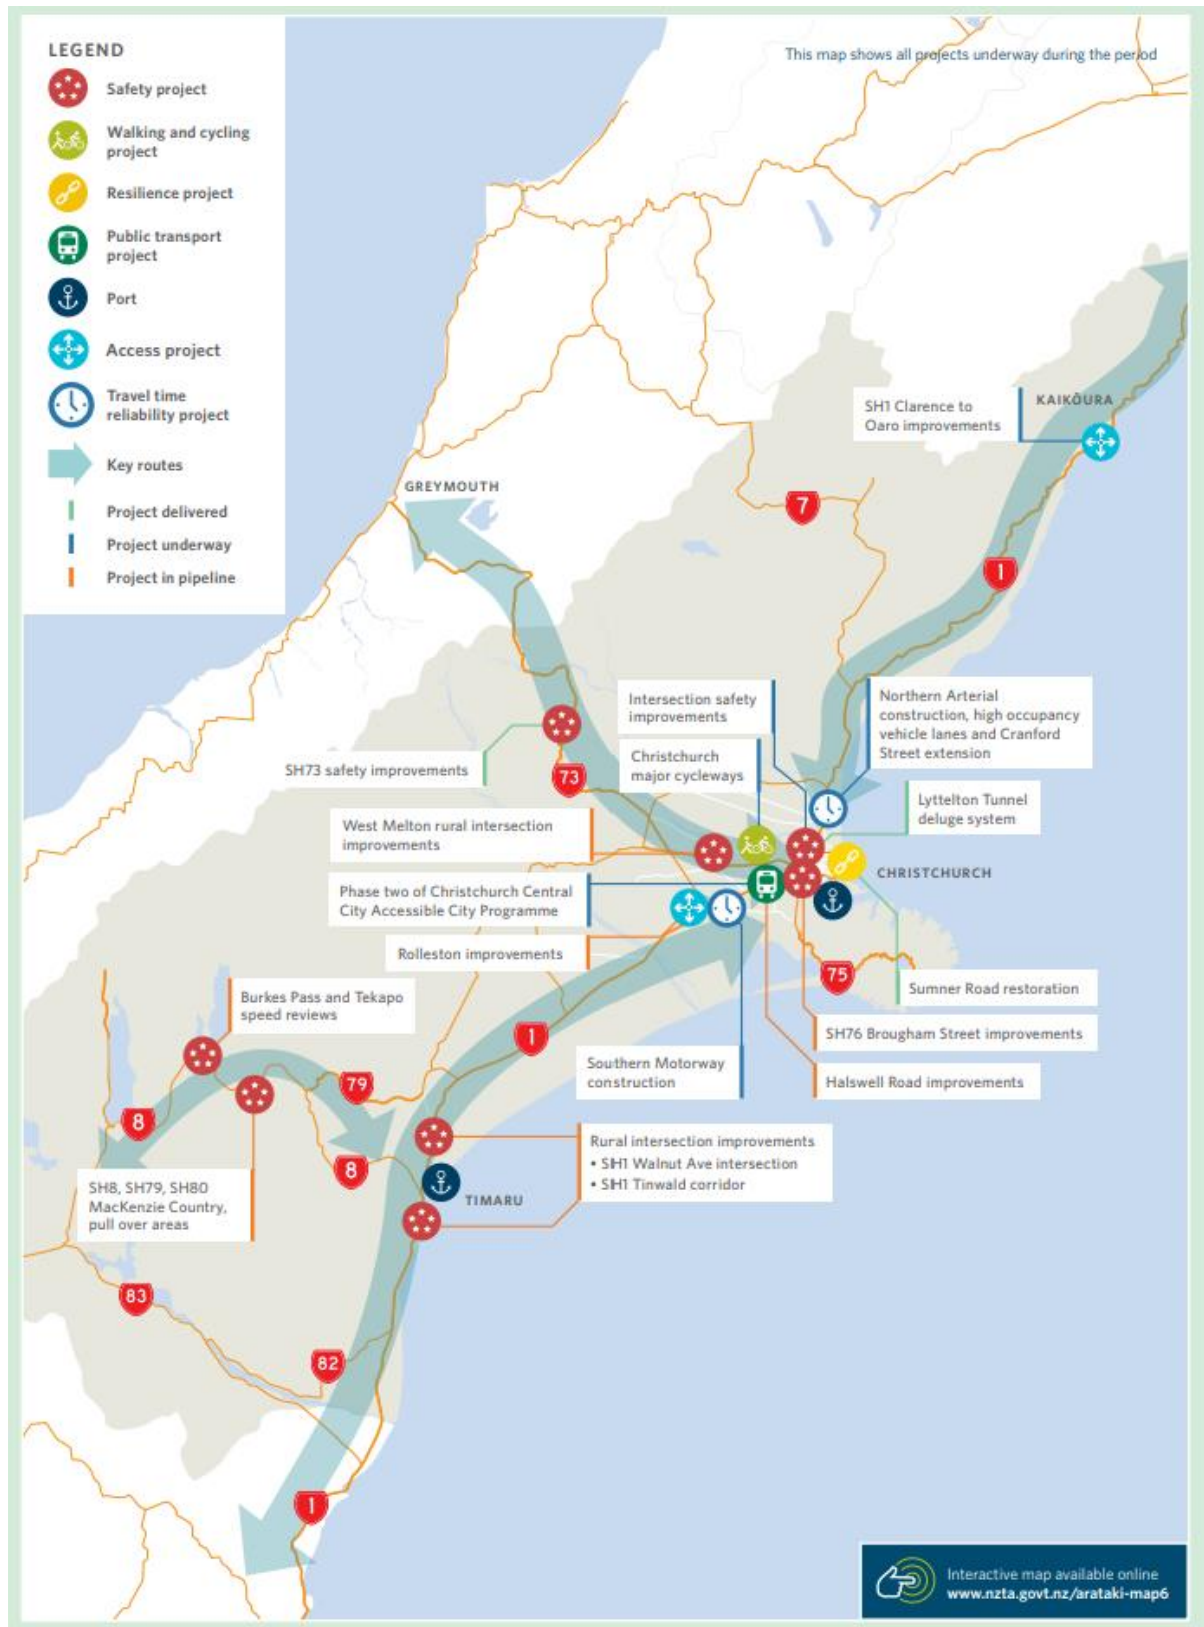 LEGEND
Safety project
Walking and cycling
project
Resilience project
Public transport
project
Port
Access project
Travel time
reliability project
Key routes
Project delivered
Project underway
Project in pipeline
This map shows all projects underway during the period
SH1 Clarence to
Oaro improvements
KAIKŌURA
GREYMOUTH
7
1
Intersection safety
improvements
Northern Arterial
construction, high occupancy
vehicle lanes and Cranford
Street extension
Christchurch
major cycleways
SH73 safety improvements
73
Lyttelton Tunnel
deluge system
West Melton rural intersection
improvements
CHRISTCHURCH
Phase two of Christchurch Central
City Accessible City Programme
Rolleston improvements
75
Sumner Road restoration
Burkes Pass and Tekapo
speed reviews
1
SH76 Brougham Street improvements
Southern Motorway
construction
Halswell Road improvements
79
8
Rural intersection improvements
• SH1 Walnut Ave intersection
• SH1 Tinwald corridor
8
SH8, SH79, SH80
MacKenzie Country,
pull over areas
TIMARU
83
82
1
Interactive map available online
www.nzta.govt.nz/arataki-map6